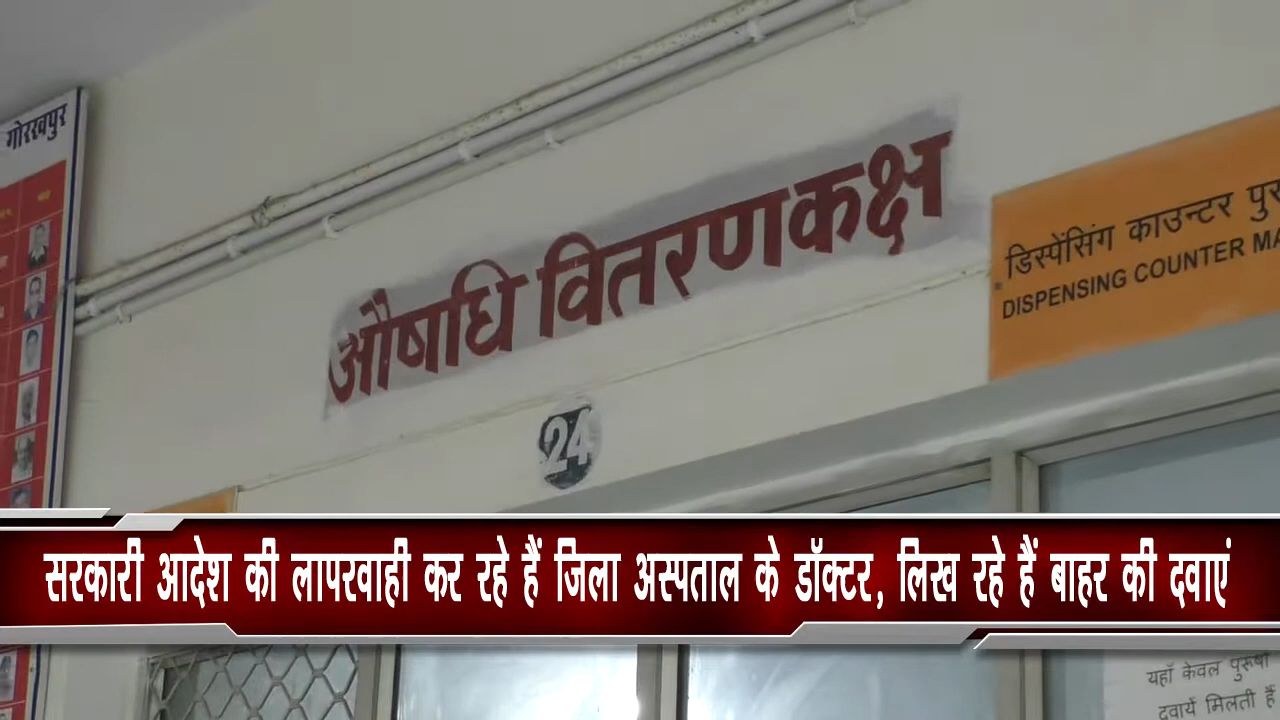 गोरखपुर
औषधि वितरणकक्ष
24
डिस्पेंसिंग काउन्टर
DISPENSING COUNTER
सरकारी आदेश की लापरवाही कर रहे हैं जिला अस्पताल के डॉक्टर, लिख रहे हैं बाहर की दवाएं
यहाँ केवल पुरूषों
दवायें मिलती हैं